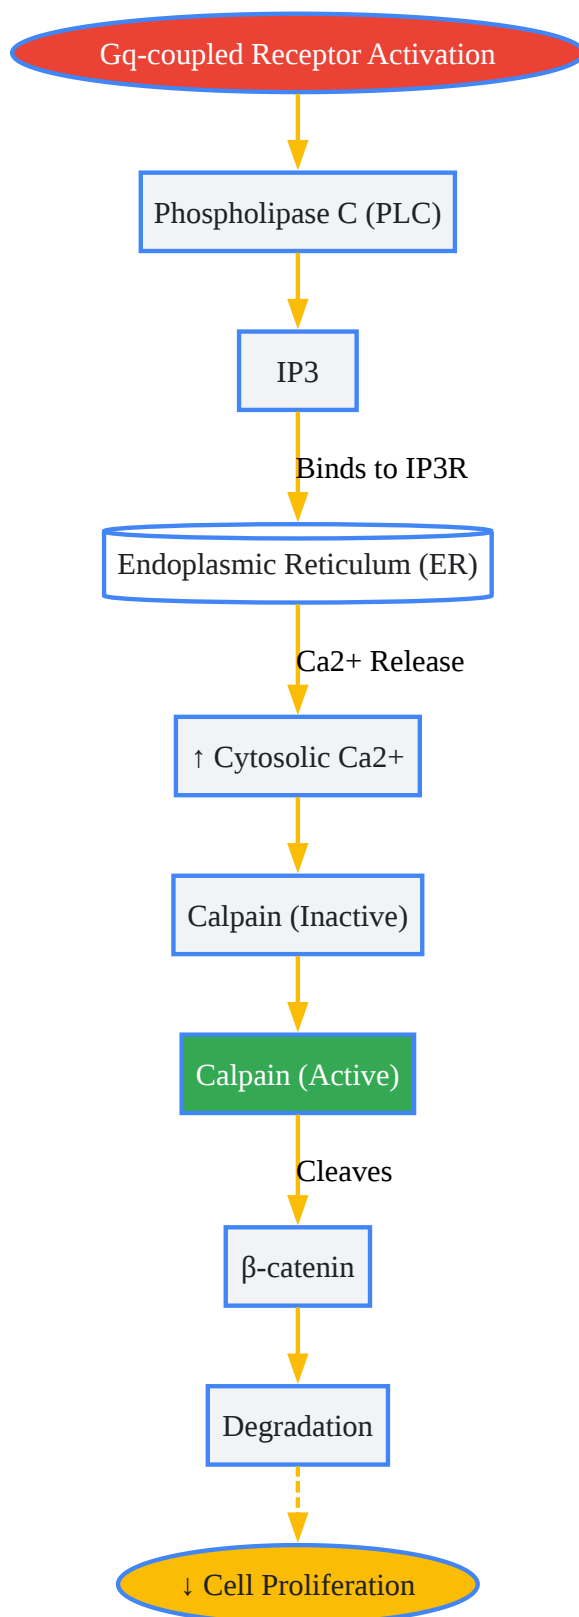 Gq-coupled Receptor Activation
Phospholipase C (PLC)
IP3
Binds to IP3R
Endoplasmic Reticulum (ER)
Ca2+ Release
↑ Cytosolic Ca2+
Calpain (Inactive)
Calpain (Active)
Cleaves
β-catenin
Degradation
↓ Cell Proliferation